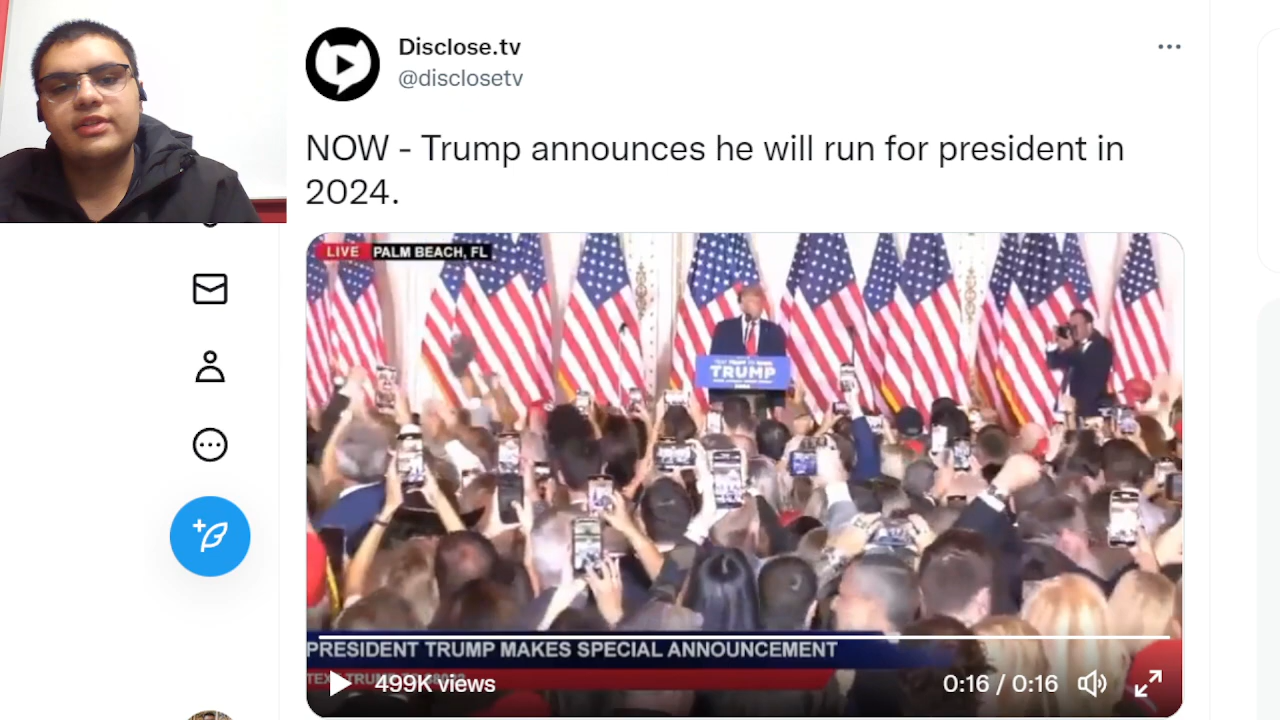 Disclose.tv
@disclosetv
NOW - Trump announces he will run for president in
2024.
LIVE PALM BEACH, FL
TRUMP
PRESIDENT TRUMP MAKES SPECIAL ANNOUNCEMENT
499K views
0:16 / 0:16